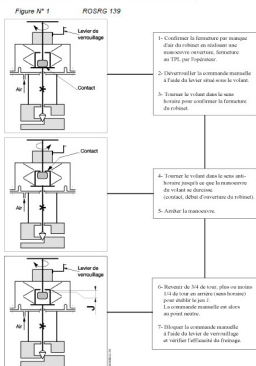 Figure N° 1 ROSRG 139
Levier de
verrouillage
Contact
Air
1- Confirmer la fermeture par manque
d'air du robinet en réalisant une
manoeuvre ouverture, fermeture
au TPL par l'opérateur.
2- Déverrouiller la commande manuelle
à l'aide du levier situé sous le volant.
3- Tourner le volant dans le sens
horaire pour confirmer la fermeture
du robinet.
Contact
Air
4- Tourner le volant dans le sens anti-
horaire jusqu'à ce que la manoeuvre
du volant se durcisse.
(contact, début d'ouverture du robinet).
5- Arrêter la manoeuvre.
Levier de
verrouillage
J
Air
6- Revenir de 3/4 de tour, plus ou moins
1/4 de tour en arrière (sens horaire)
pour établir le jeu J.
La commande manuelle est alors
au point neutre.
7- Bloquer la commande manuelle
à l'aide du levier de verrouillage
et vérifier l'efficacité du freinage.